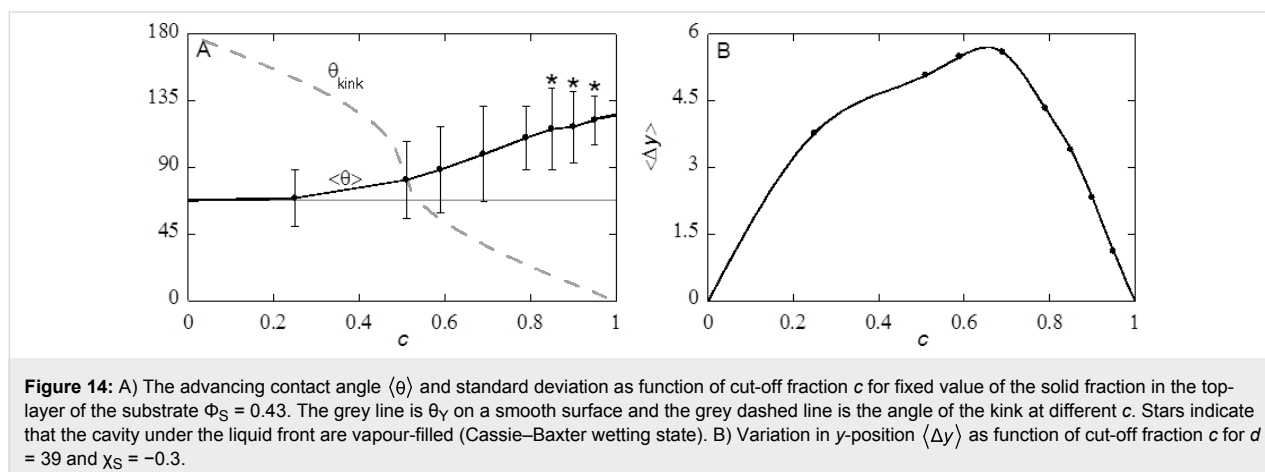 180
A
θkink
* * *
135
90
<θ>
45
0
0 0.2 0.4 0.6 0.8 1
c
6
B
4.5
<Δy>
3
1.5
0
0 0.2 0.4 0.6 0.8 1
c
Figure 14: A) The advancing contact angle ⟨θ⟩ and standard deviation as function of cut-off fraction c for fixed value of the solid fraction in the top-
layer of the substrate ΦS = 0.43. The grey line is θY on a smooth surface and the grey dashed line is the angle of the kink at different c. Stars indicate
that the cavity under the liquid front are vapour-filled (Cassie–Baxter wetting state). B) Variation in y-position ⟨Δy⟩ as function of cut-off fraction c for d
= 39 and χS = −0.3.